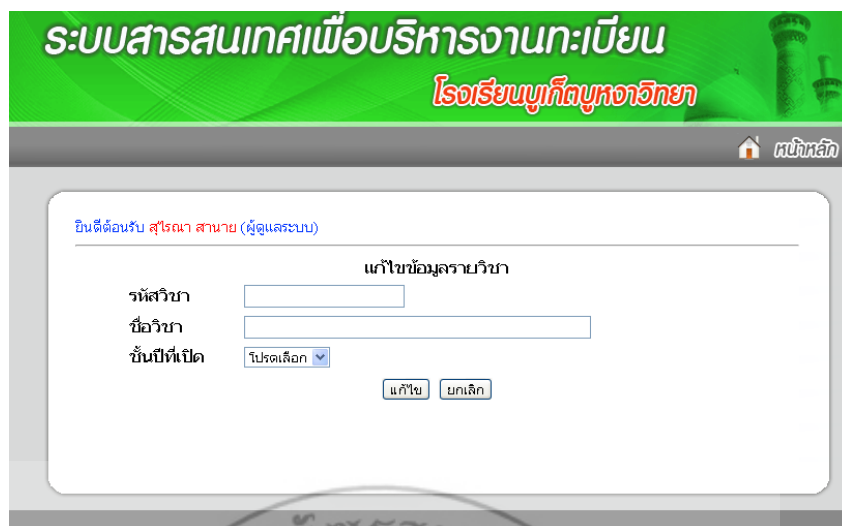 ระบบสารสนเทศเพื่อบริหารงานทะเบียน
โรงเรียนบูเก็ตบูหงาวิทยา
หน้าหลัก
ยินดีต้อนรับ สุไรณา สานาย (ผู้ดูแลระบบ)
แก้ไขข้อมูลรายวิชา
รหัสวิชา
ชื่อวิชา
ชั้นปีที่เปิด โปรดเลือก
แก้ไข ยกเลิก